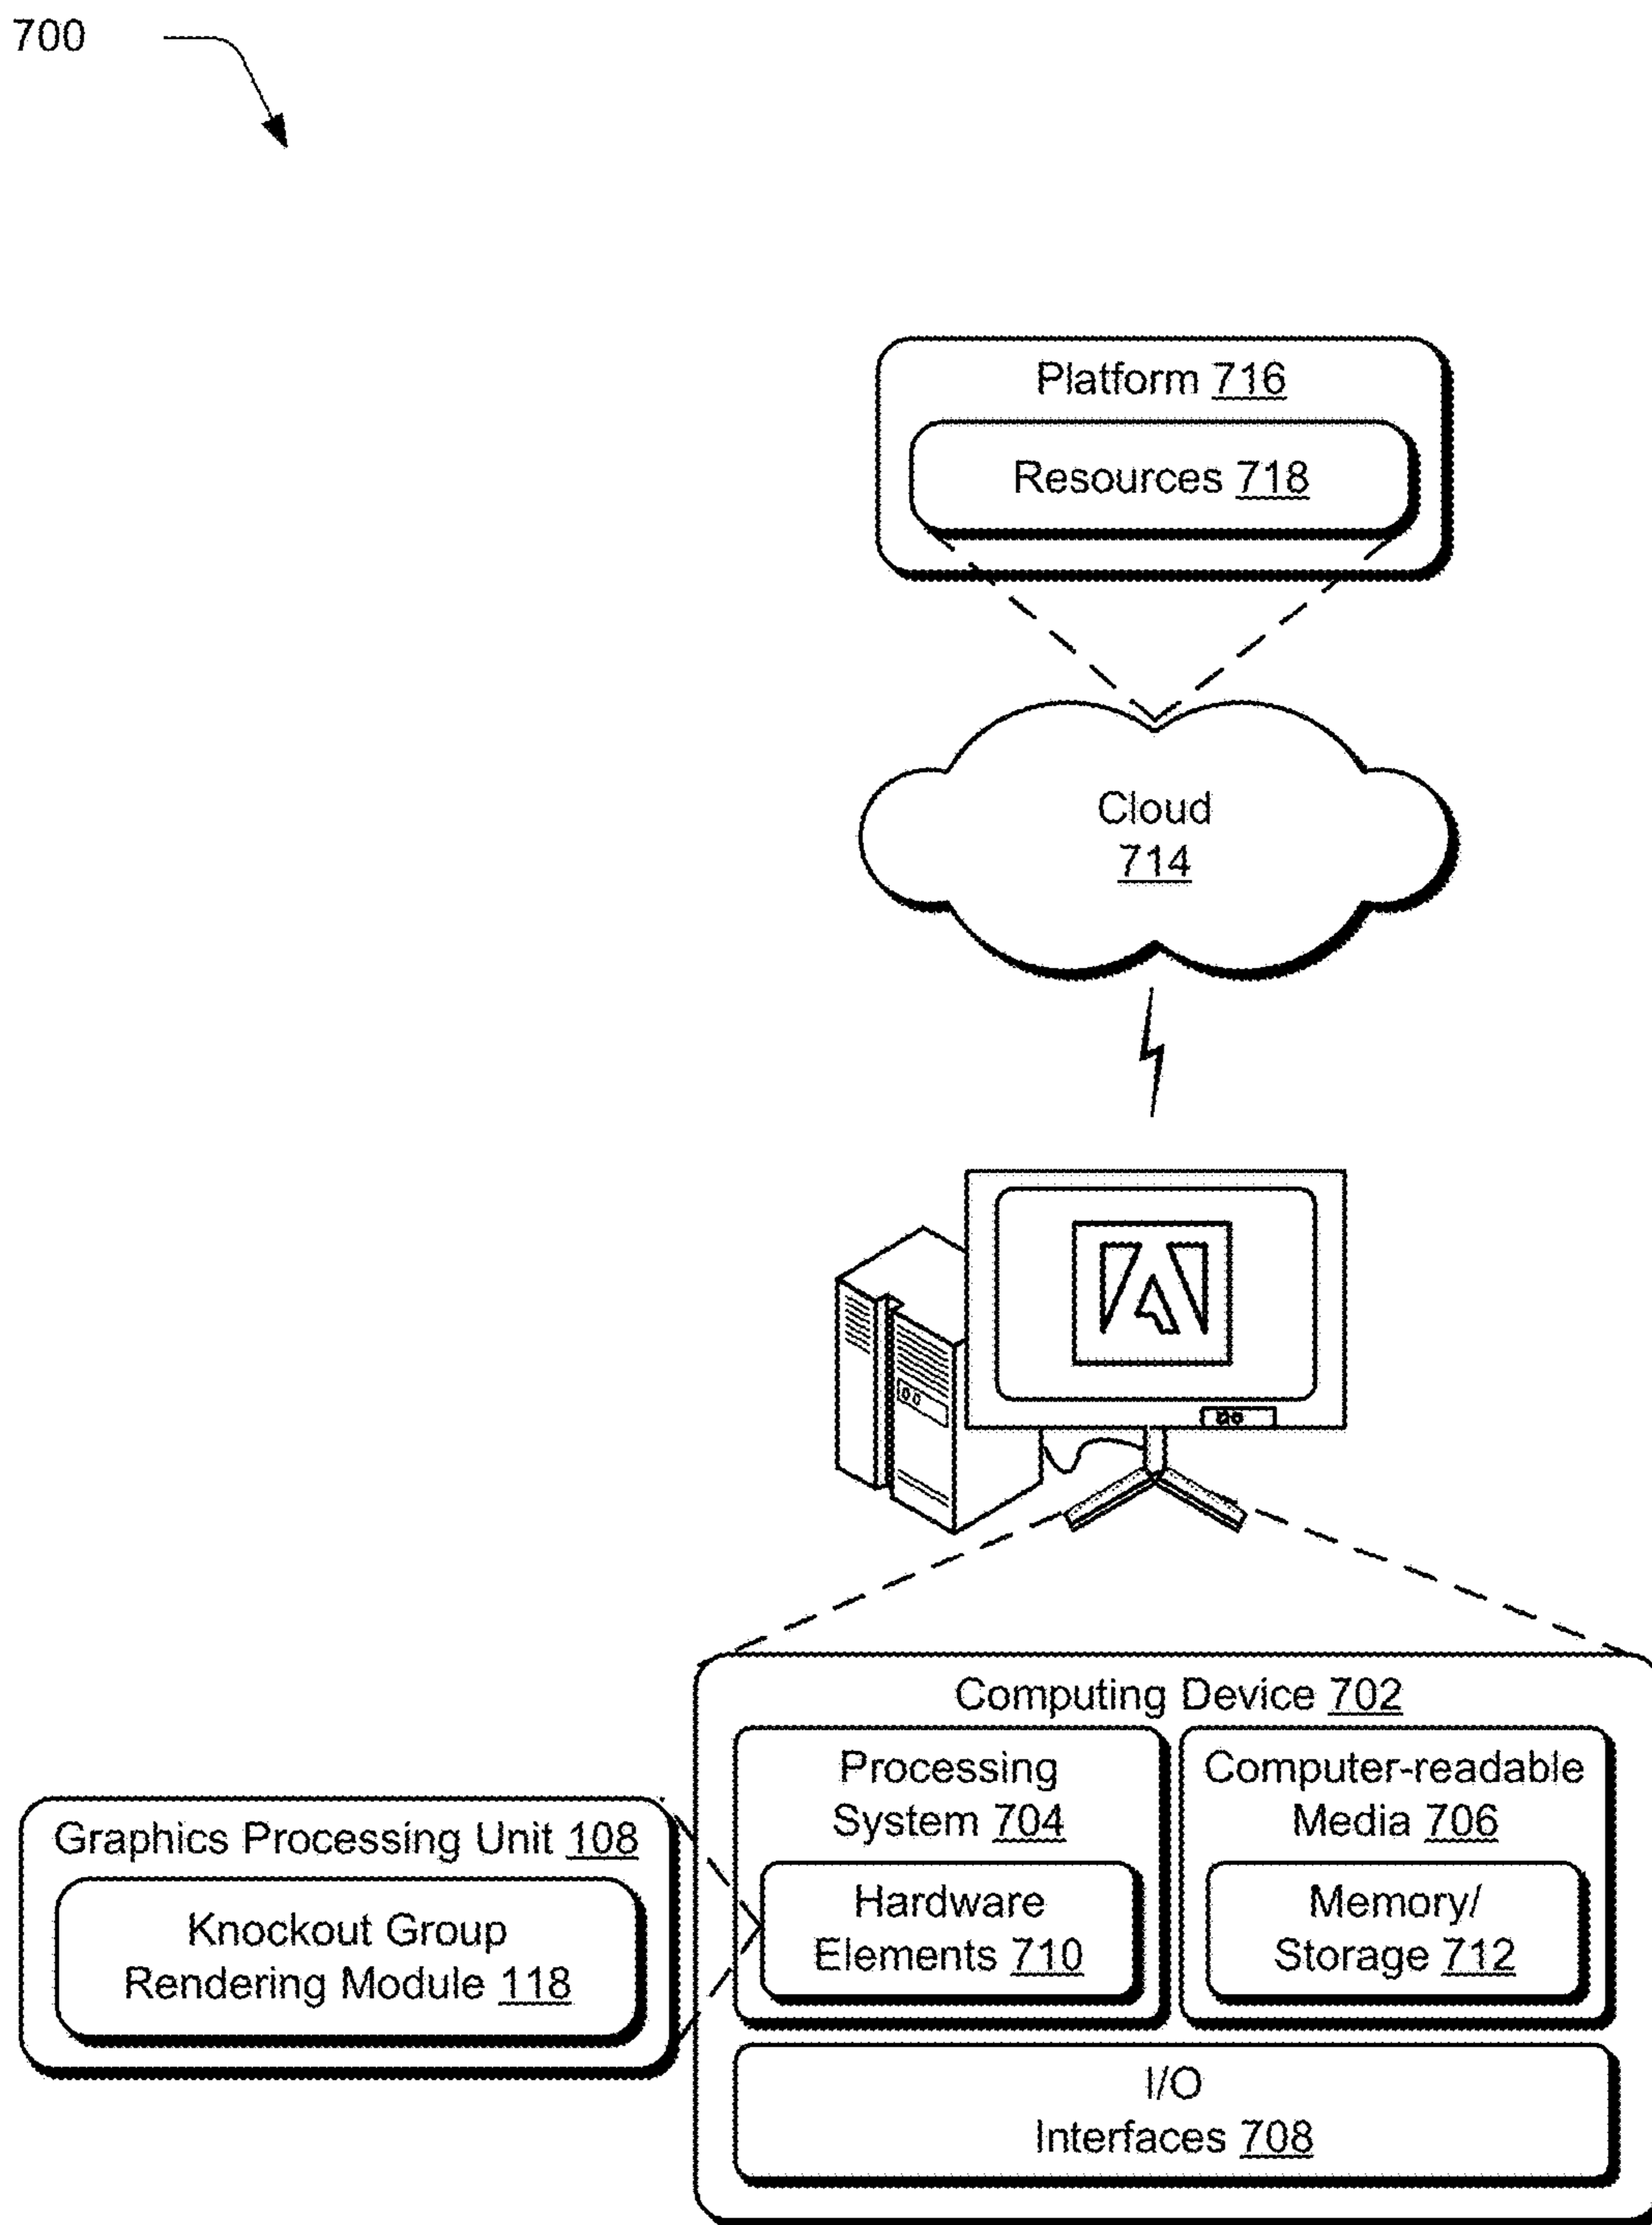 700
Platform 716
Resources 718
Cloud
714
Computing Device 702
Processing
System 704
Hardware
Elements 710
Computer-readable
Media 706
Memory/
Storage 712
Graphics Processing Unit 108
Knockout Group
Rendering Module 118
I/O
Interfaces 708